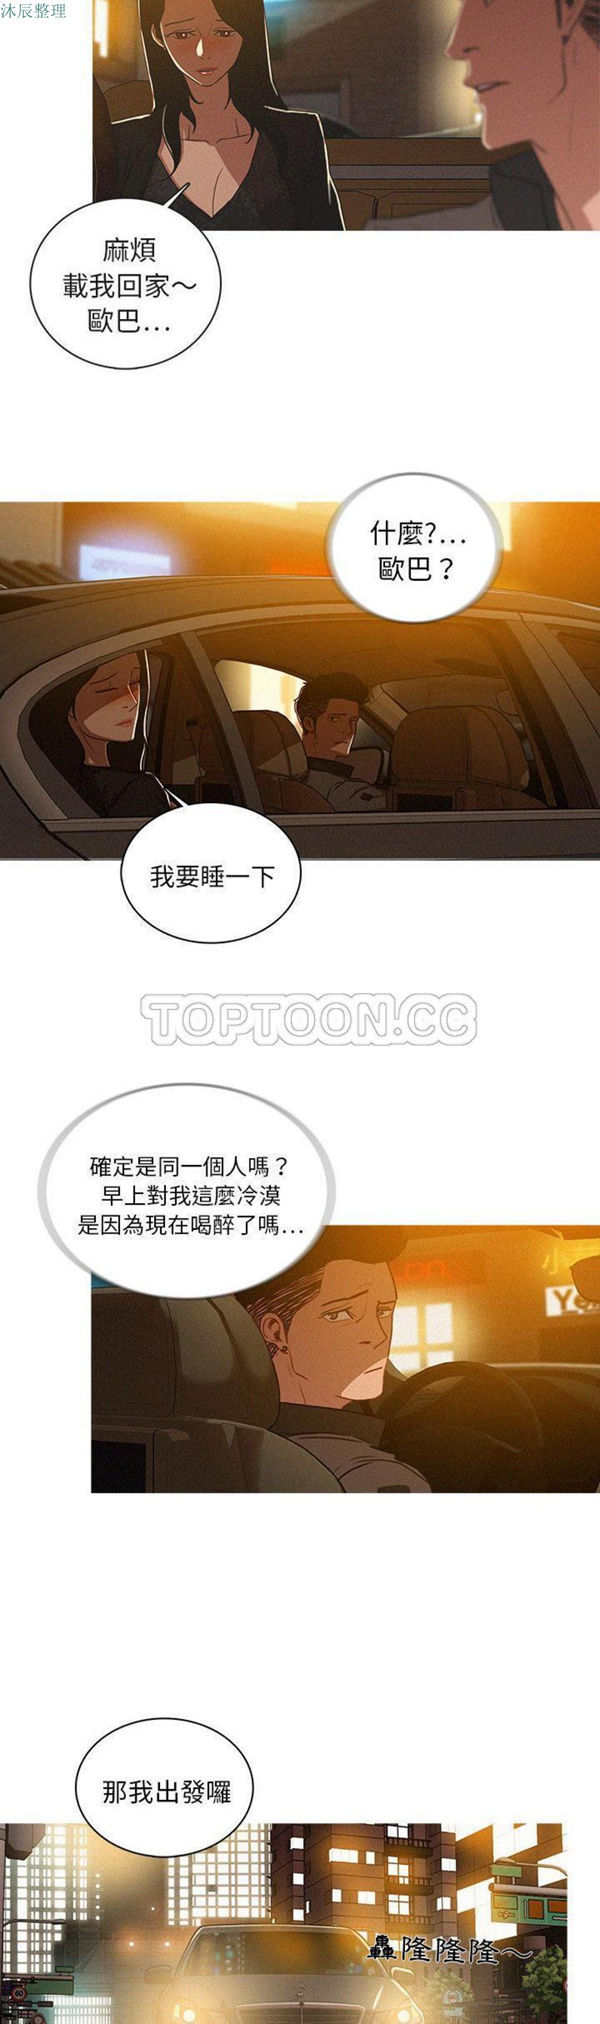 沐辰整理
麻煩
載我回家～
歐巴...
什麼?...
歐巴？
我要睡一下
TOPTOON.CC
確定是同一個人嗎？
早上對我這麼冷漠
是因為現在喝醉了嗎...
那我出發囉
轟隆隆隆～